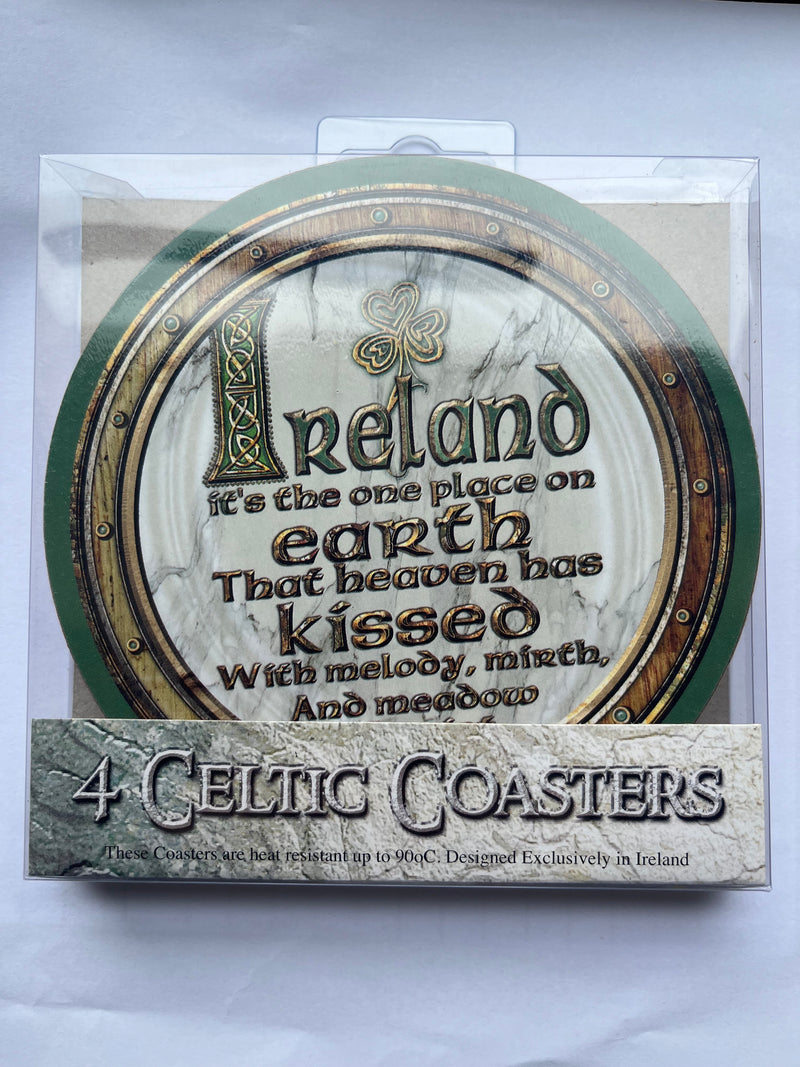 Ireland
it's the one place on
earth
That heaven has
kissed
With melody, mirth,
And meadow
4 CELTIC COASTERS
These Coasters are heat resistant up to 90oC. Designed Exclusively in Ireland